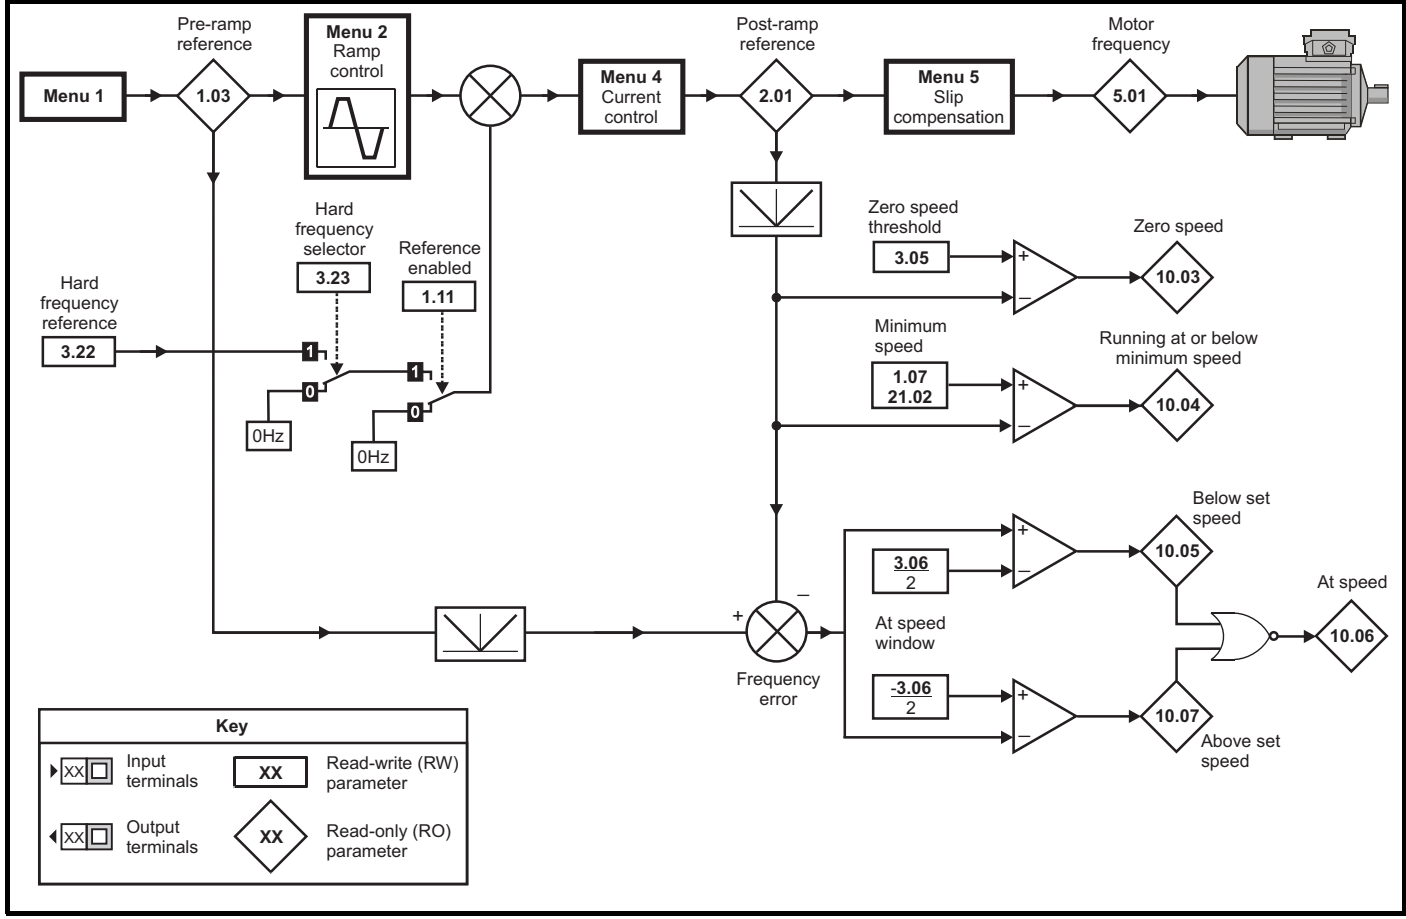 Pre-ramp
reference
Menu 1
1.03
Menu 2
Ramp
control
Menu 4
Current
control
Post-ramp
reference
2.01
Menu 5
Slip
compensation
Motor
frequency
5.01
Hard
frequency
selector
3.23
Reference
enabled
1.11
Hard
frequency
reference
3.22
1
0
0Hz
1
0
0Hz
Zero speed
threshold
3.05
+
–
Zero speed
10.03
Minimum
speed
1.07
21.02
+
–
Running at or below
minimum speed
10.04
Below set
speed
+
–
10.05
3.06
2
At speed
window
-3.06
2
+
–
10.07
Above set
speed
At speed
10.06
+
–
Frequency
error
Key
XX
Input
terminals
XX
Read-write (RW)
parameter
XX
Output
terminals
XX
Read-only (RO)
parameter